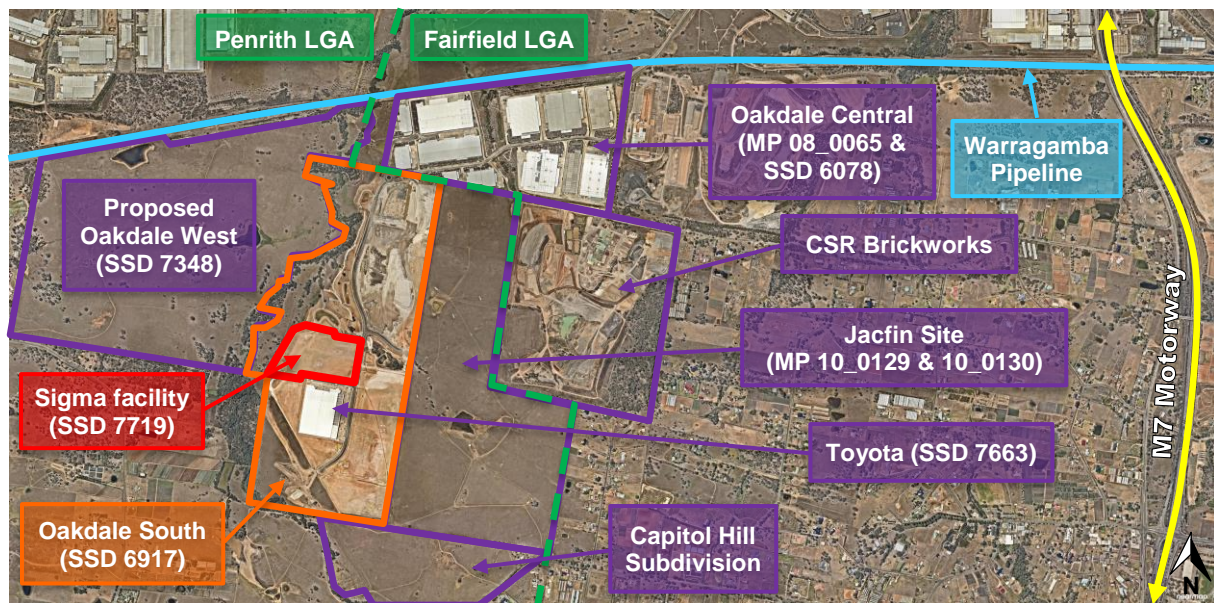 Penrith LGA
Fairfield LGA
Oakdale Central
(MP 08_0065 &
SSD 6078)
Warragamba
Pipeline
Proposed
Oakdale West
(SSD 7348)
CSR Brickworks
M7 Motorway
Jacfin Site
(MP 10_0129 & 10_0130)
Sigma facility
(SSD 7719)
Toyota (SSD 7663)
Oakdale South
(SSD 6917)
Capitol Hill
Subdivision
N
nearmap